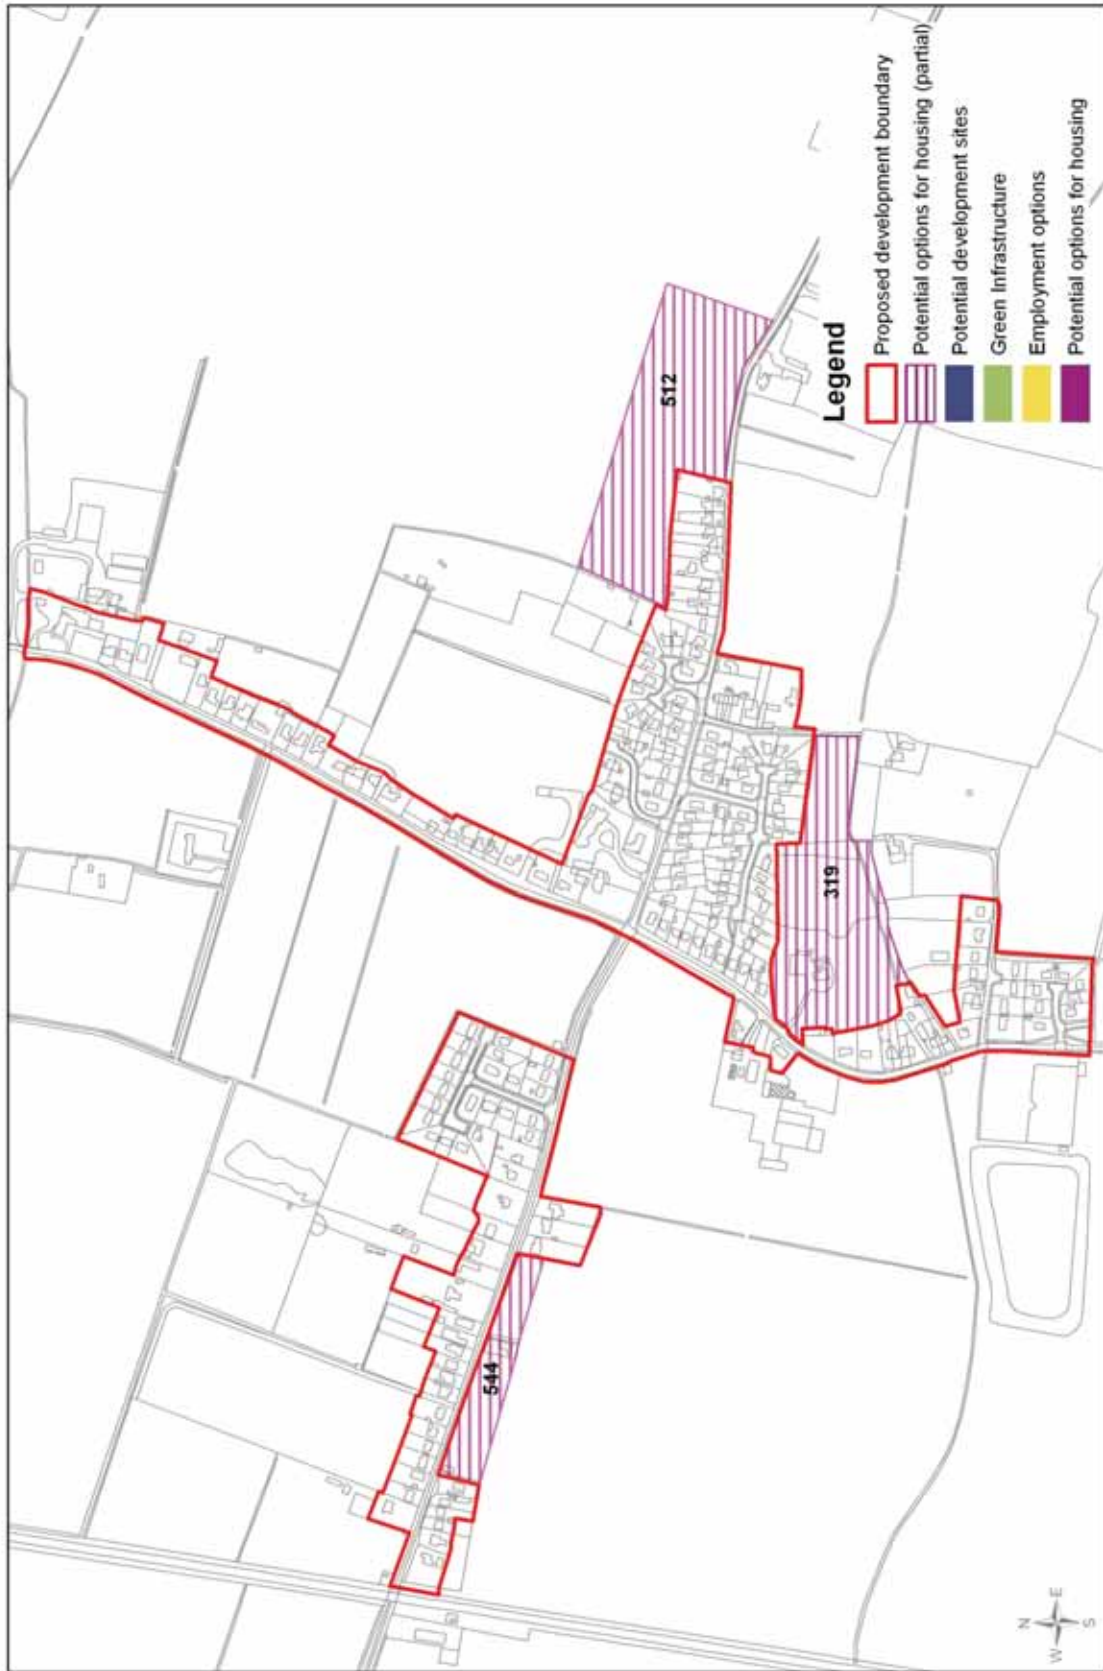 512
319
544
Legend
Proposed development boundary
Potential options for housing (partial)
Potential development sites
Green Infrastructure
Employment options
Potential options for housing
N
W E
S